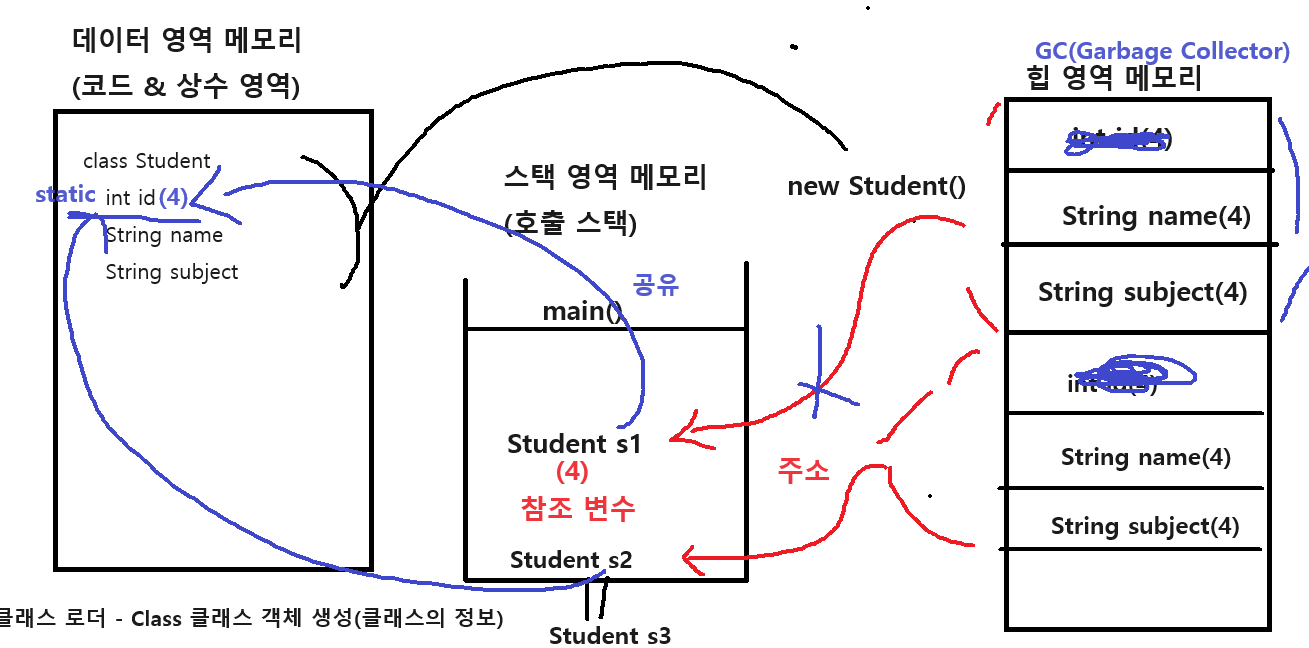 데이터 영역 메모리
(코드 & 상수 영역)
class Student
static
int id(4)
String name
String subject
스택 영역 메모리
(호출 스택)
공유
main()
Student s1
(4)
참조 변수
Student s2
Student s3
new Student()
주소
GC(Garbage Collector)
힙 영역 메모리
int id(4)
String name(4)
String subject(4)
String name(4)
String subject(4)
클래스 로더 - Class 클래스 객체 생성(클래스의 정보)